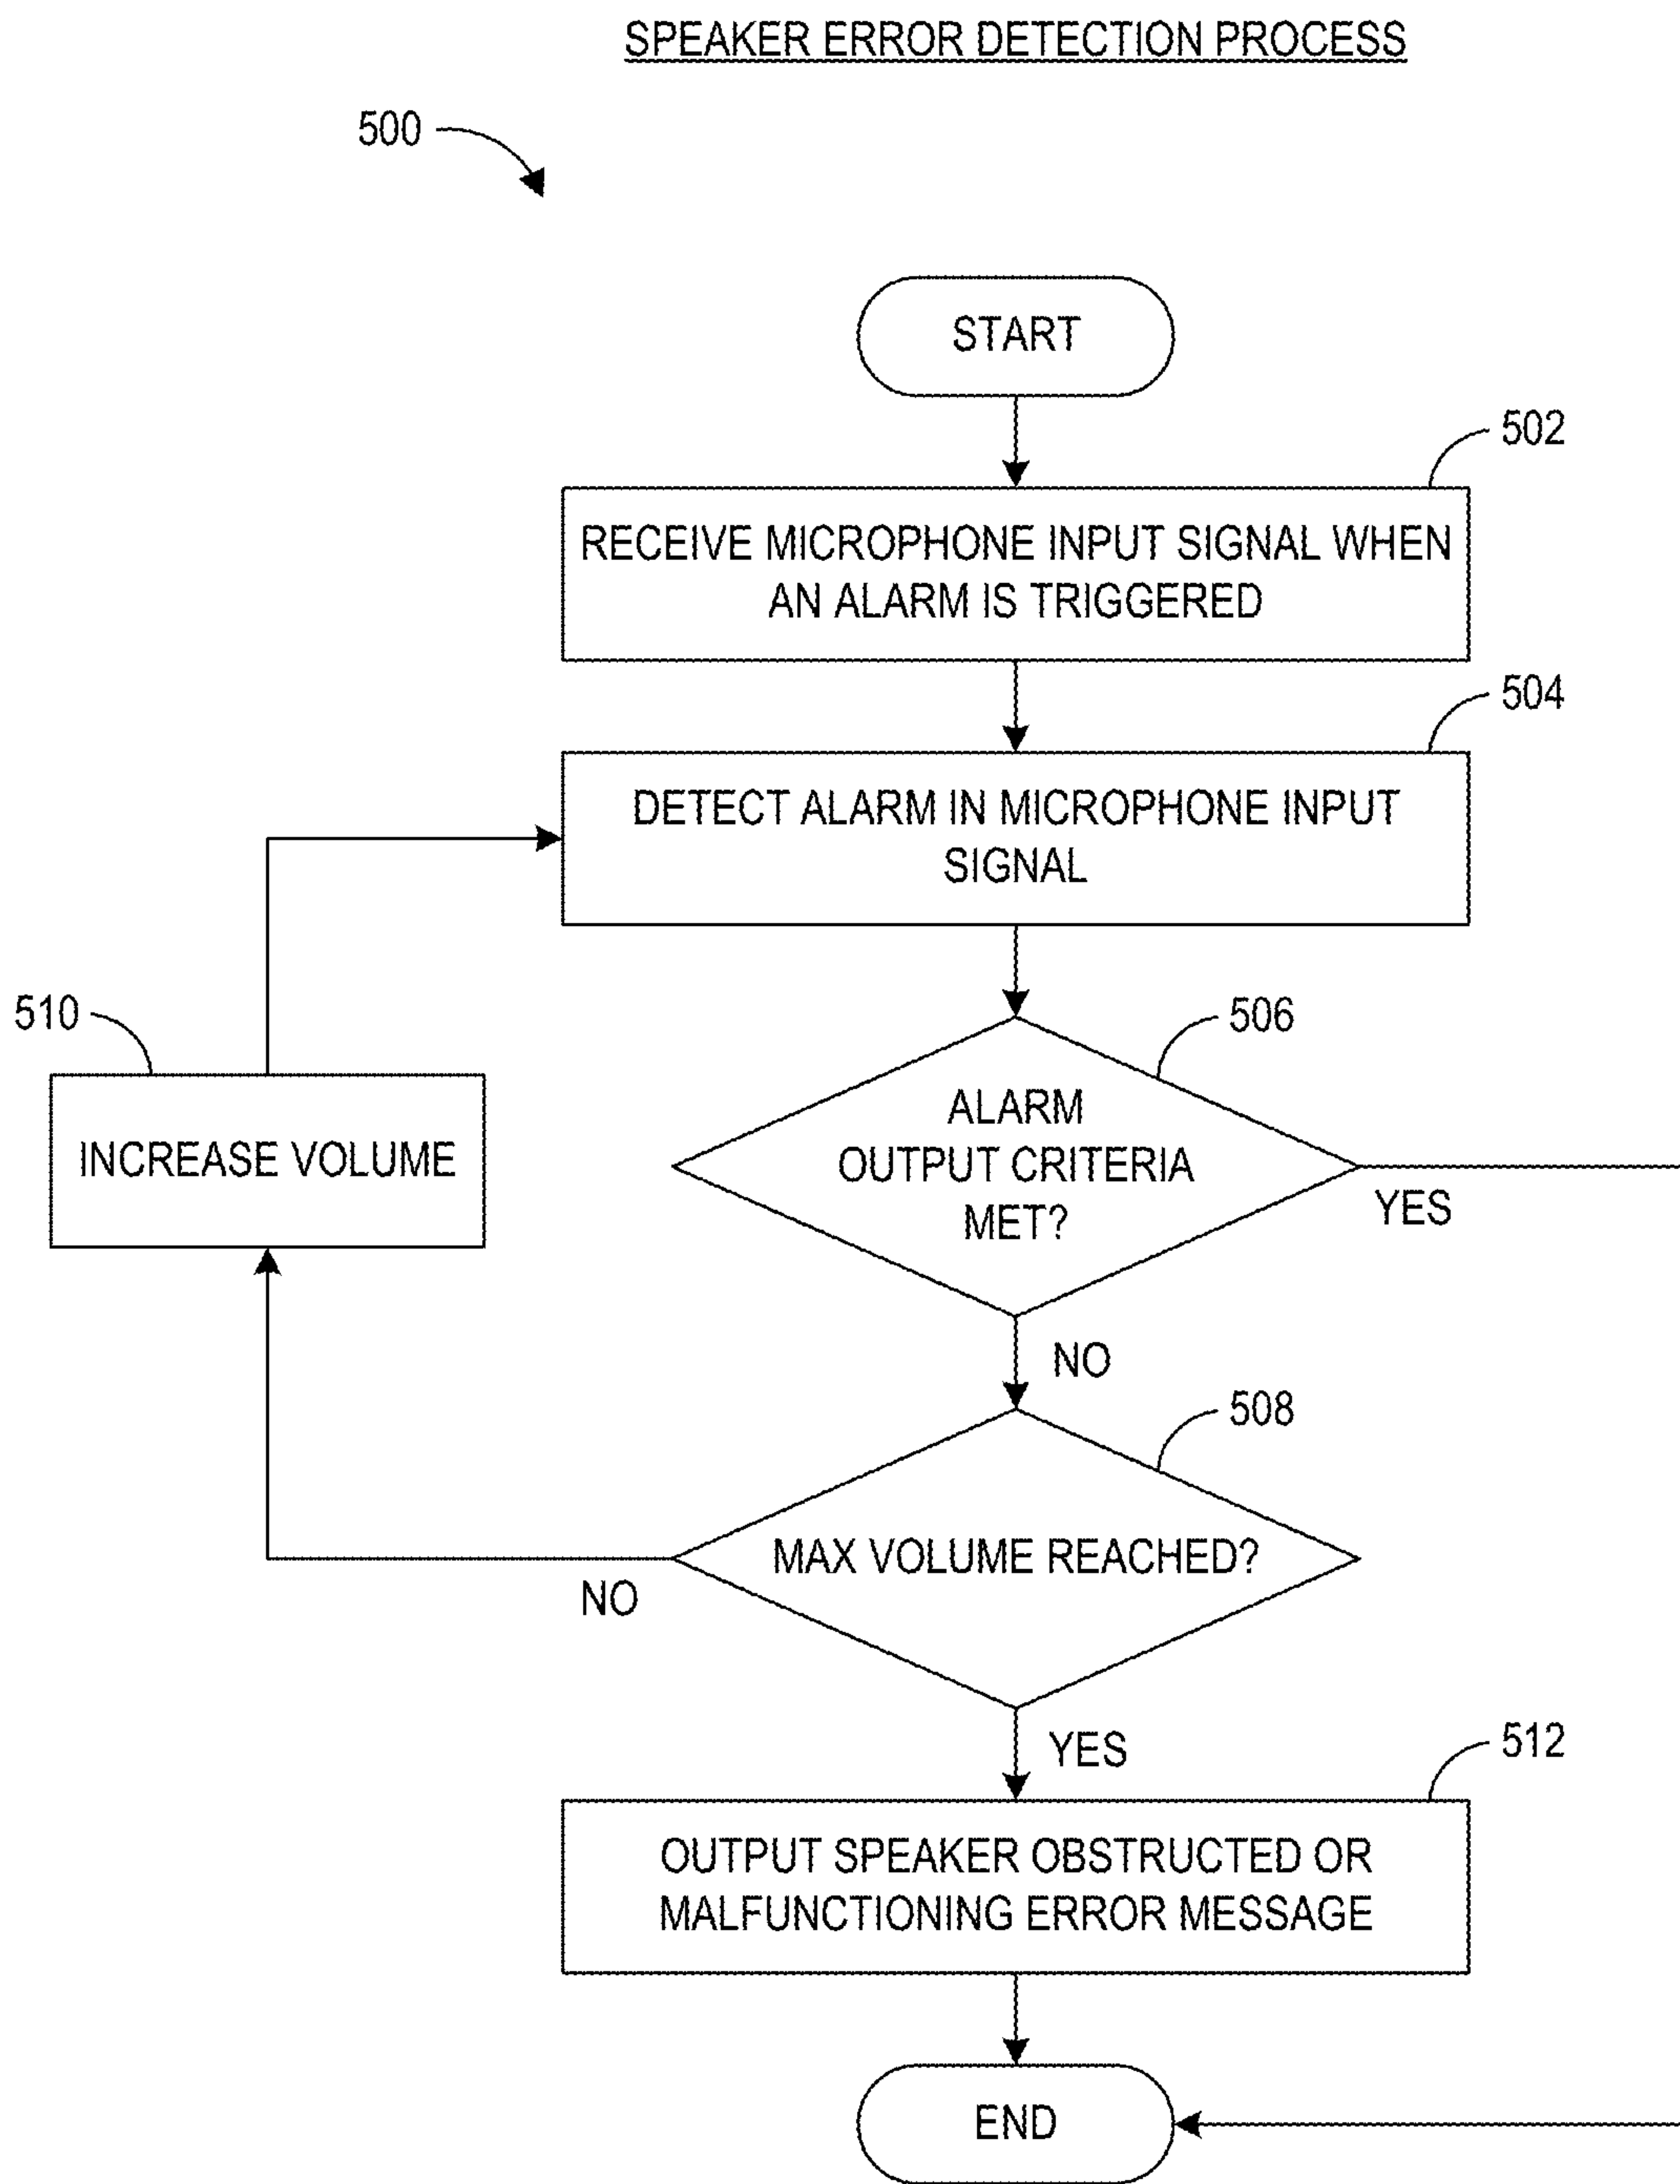 SPEAKER ERROR DETECTION PROCESS
500
START
502
RECEIVE MICROPHONE INPUT SIGNAL WHEN
AN ALARM IS TRIGGERED
504
DETECT ALARM IN MICROPHONE INPUT
SIGNAL
510
INCREASE VOLUME
506
ALARM
OUTPUT CRITERIA
MET?
YES
NO
508
MAX VOLUME REACHED?
NO
YES
512
OUTPUT SPEAKER OBSTRUCTED OR
MALFUNCTIONING ERROR MESSAGE
END